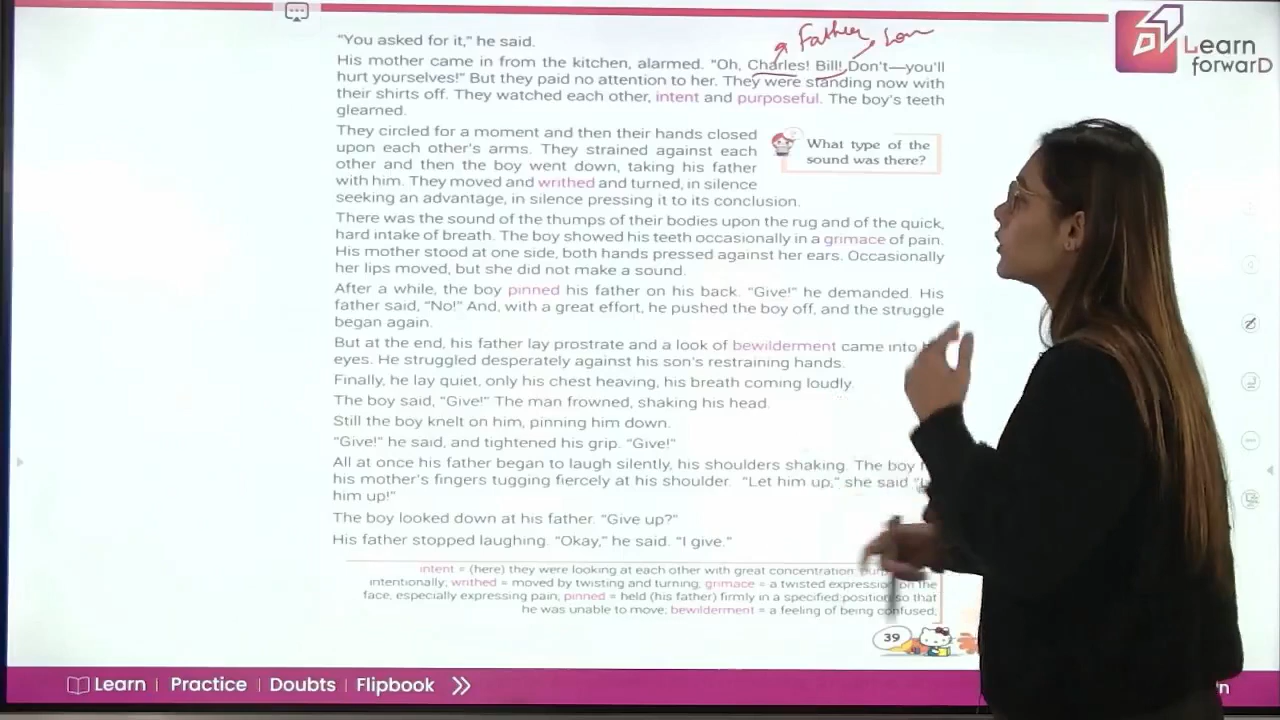 Father Son
"You asked for it," he said.
His mother came in from the kitchen, alarmed. "Oh, Charles! Bill! Don't—you'll
hurt yourselves!" But they paid no attention to her. They were standing now with
their shirts off. They watched each other, intent and purposeful. The boy's teeth
gleamed.
They circled for a moment and then their hands closed
upon each other's arms. They strained against each
other and then the boy went down, taking his father
with him. They moved and writhed and turned, in silence
seeking an advantage, in silence pressing it to its conclusion.
What type of the
sound was there?
There was the sound of the thumps of their bodies upon the rug and of the quick,
hard intake of breath. The boy showed his teeth occasionally in a grimace of pain.
His mother stood at one side, both hands pressed against her ears. Occasionally
her lips moved, but she did not make a sound.
After a while, the boy pinned his father on his back. "Give!" he demanded. His
father said, "No!" And, with a great effort, he pushed the boy off, and the struggle
began again.
But at the end, his father lay prostrate and a look of bewilderment came into
eyes. He struggled desperately against his son's restraining hands.
Finally, he lay quiet, only his chest heaving, his breath coming loudly.
The boy said, "Give!" The man frowned, shaking his head.
Still the boy knelt on him, pinning him down.
"Give!" he said, and tightened his grip. "Give!"
All at once his father began to laugh silently, his shoulders shaking. The boy
his mother's fingers tugging fiercely at his shoulder. "Let him up," she said
him up!"
The boy looked down at his father. "Give up?"
His father stopped laughing. "Okay," he said. "I give."
intent = (here) they were looking at each other with great concentration;
intentionally; writhed = moved by twisting and turning; grimace = a twisted expression on the
face, especially expressing pain, pinned = held (his father) firmly in a specified position so that
he was unable to move; bewilderment = a feeling of being confused;
39
Learn
forwarD
Learn | Practice | Doubts | Flipbook